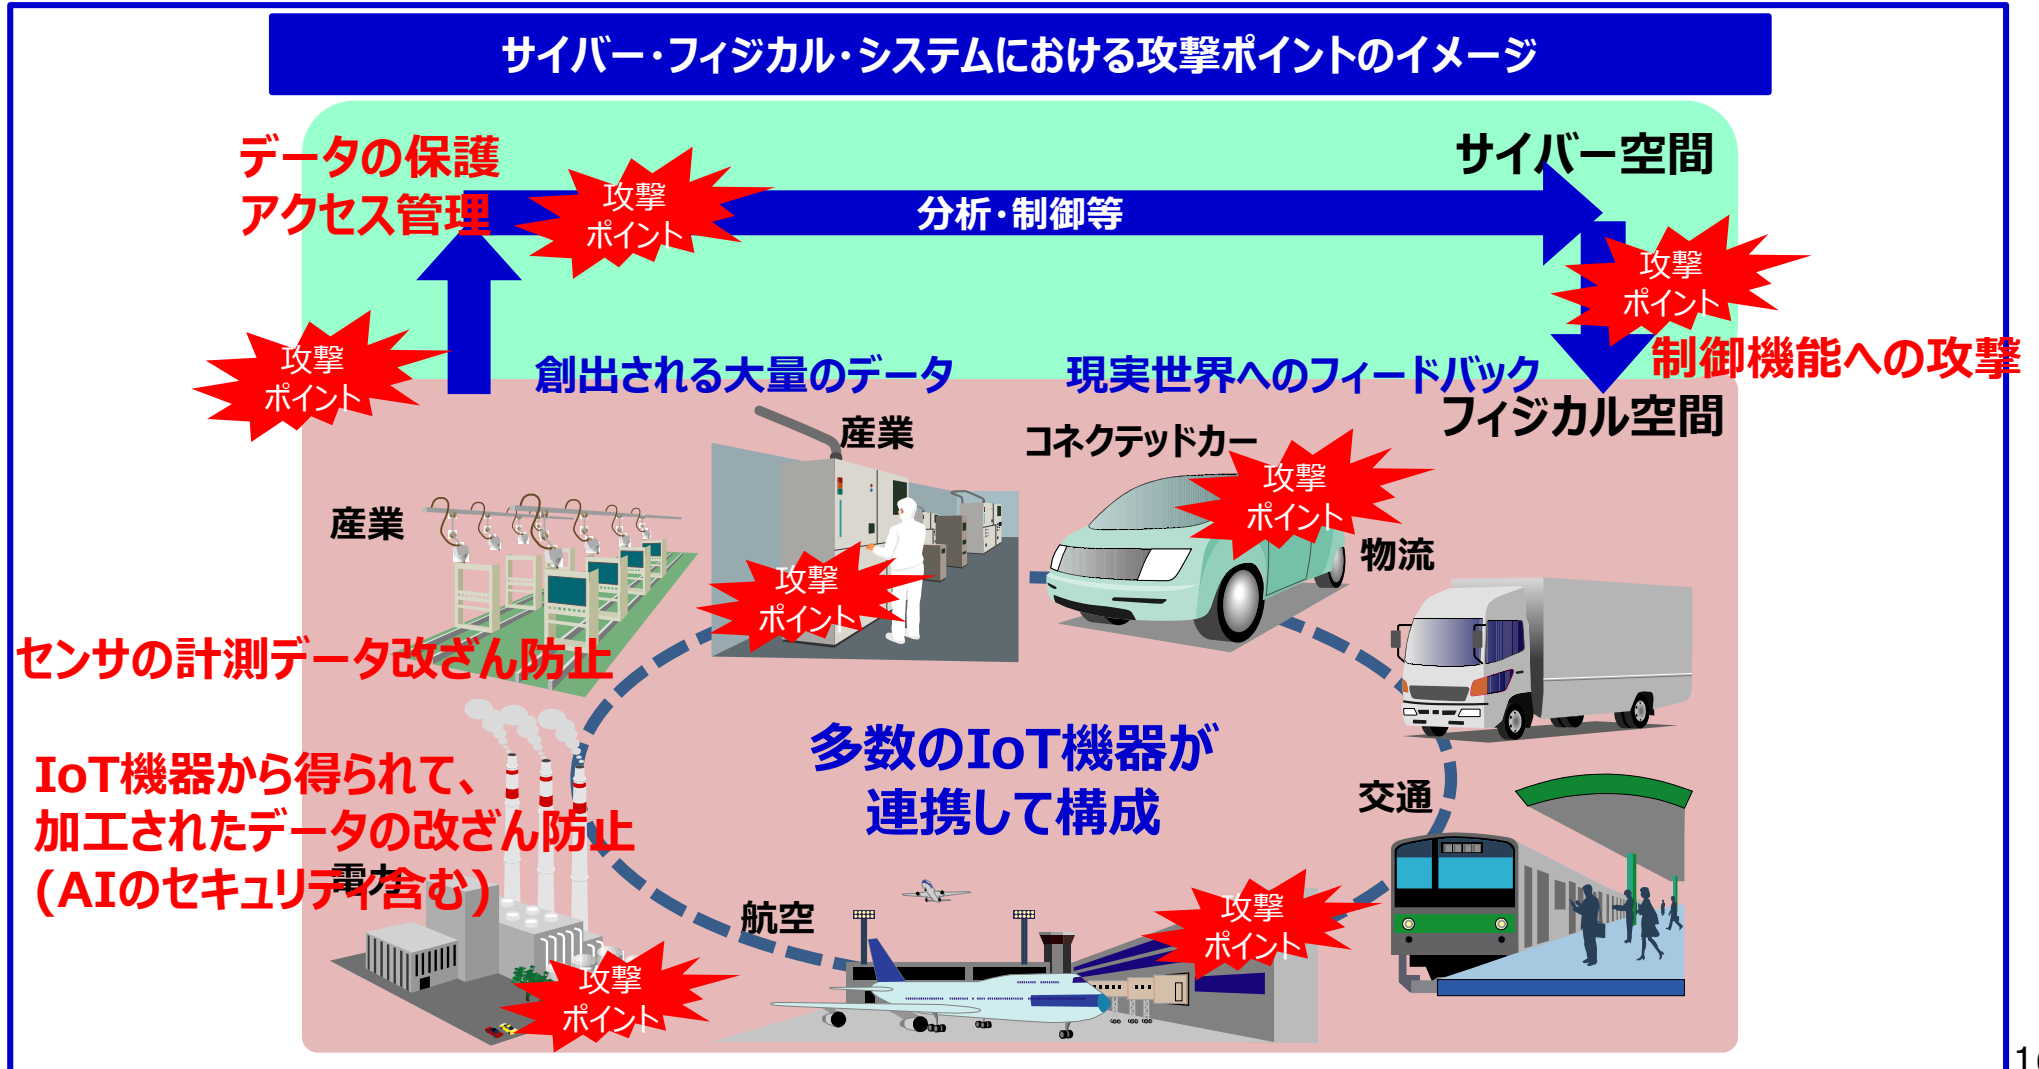 サイバー・フィジカル・システムにおける攻撃ポイントのイメージ
データの保護
アクセス管理
サイバー空間
攻撃
ポイント
分析・制御等
攻撃
ポイント
制御機能への攻撃
攻撃
ポイント
創出される大量のデータ
現実世界へのフィードバック
フィジカル空間
産業
コネクテッドカー
攻撃
ポイント
産業
物流
攻撃
ポイント
センサの計測データ改ざん防止
多数のIoT機器が
連携して構成
IoT機器から得られて、
加工されたデータの改ざん防止
(AIのセキュリティ含む)
電力
交通
航空
攻撃
ポイント
攻撃
ポイント